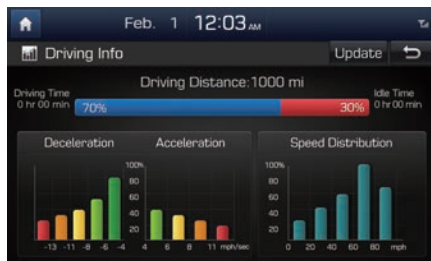 Feb. 1 12:03 AM
Driving Info Update
Driving Distance:1000 mi
Driving Time
0 hr 00 min
70% 30%
Idle Time
0 hr 00 min
Deceleration Acceleration
100%
80
60
40
20
-13 -11 -8 -6 -4
4 6 8 11 mph/sec
Speed Distribution
100%
80
60
40
20
0 20 40 60 80 mph